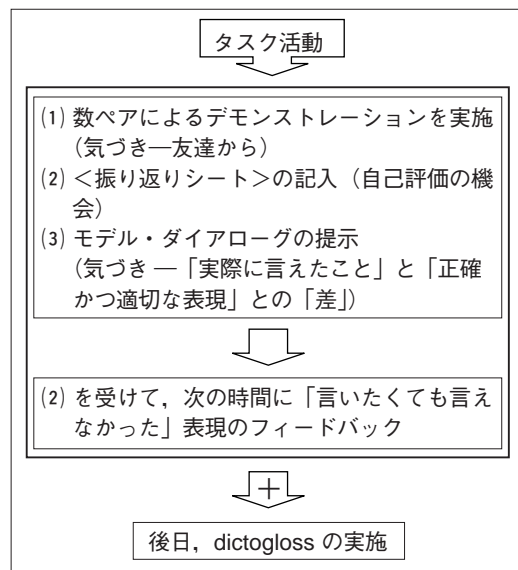 タスク活動
⑴ 数ペアによるデモンストレーションを実施
(気づき―友達から)
⑵ <振り返りシート>の記入(自己評価の機
会)
⑶ モデル・ダイアローグの提示
(気づき ―「実際に言えたこと」と「正確
かつ適切な表現」との「差」)
⑵ を受けて,次の時間に「言いたくても言え
なかった」表現のフィードバック
+
後日,dictogloss の実施